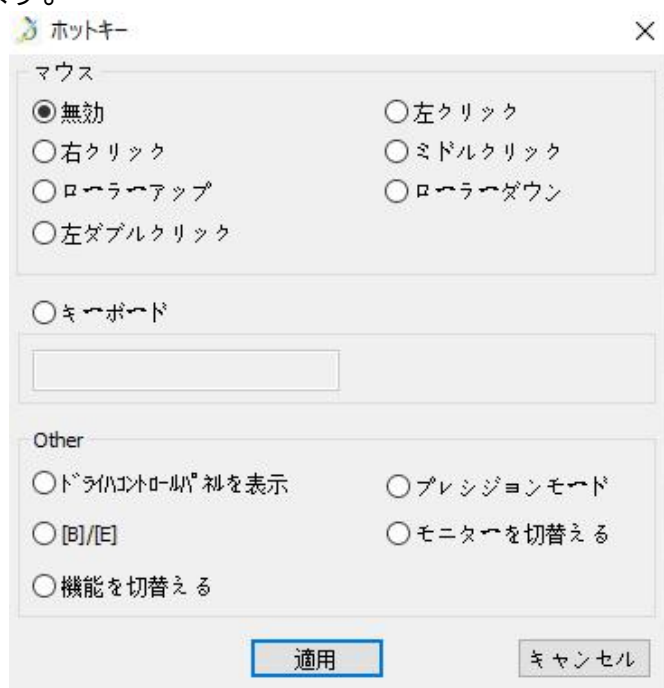 ホットキー
マウス
無効 左クリック
右クリック ミドルクリック
ローラーアップ ローラーダウン
左ダブルクリック
キーボード
Other
ﾄﾞﾗｲﾊｺﾝﾄﾛｰﾙﾊﾟﾈﾙを表示 プレシジョンモード
[B]/[E] モニターを切替える
機能を切替える
適用 キャンセル